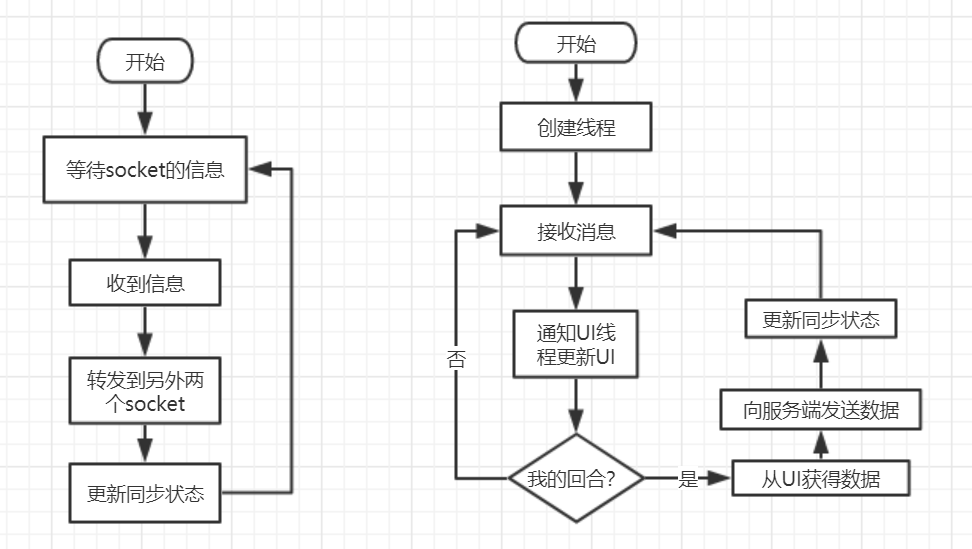 开始
等待socket的信息
收到信息
转发到另外两
个socket
更新同步状态
开始
创建线程
接收消息
通知UI线
程更新UI
我的回合?
否
是
从UI获得数据
向服务端发送数据
更新同步状态